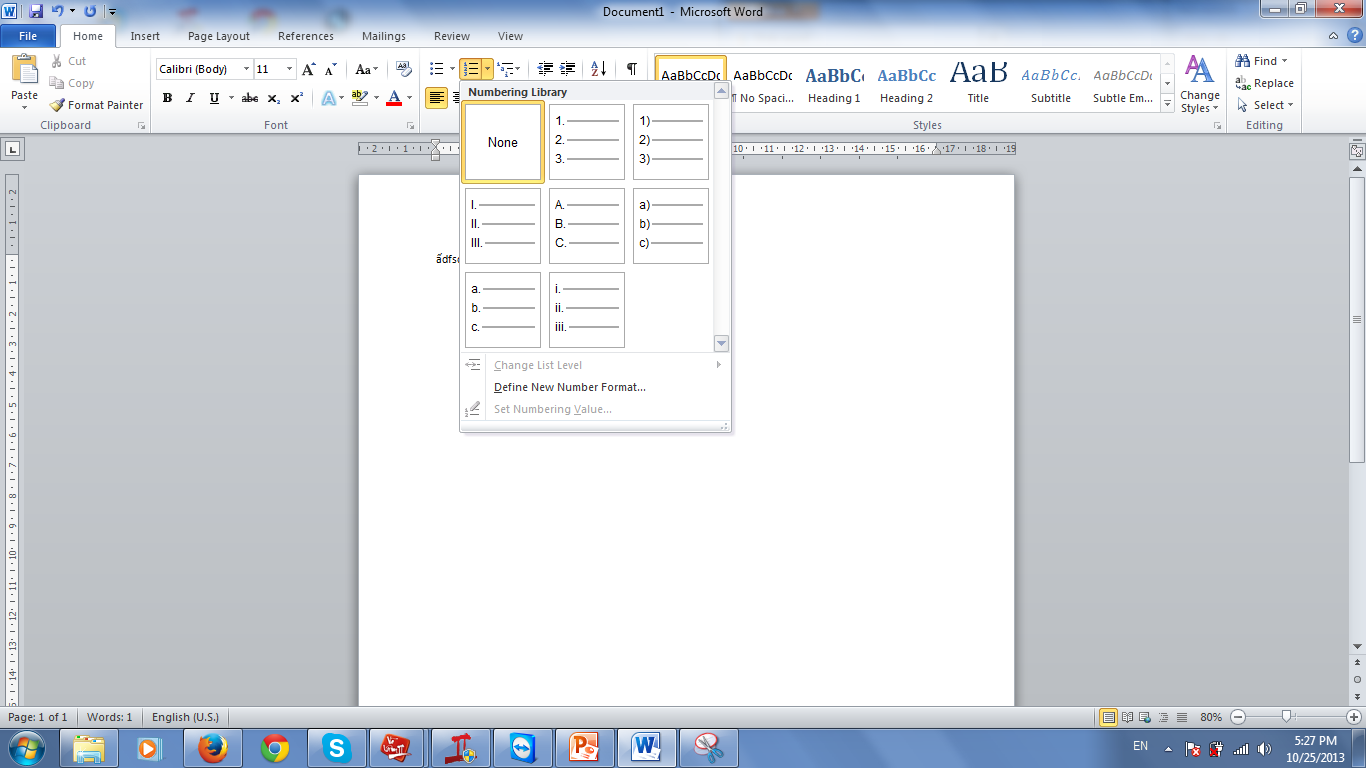 Document1 - Microsoft Word
File Home Insert Page Layout References Mailings Review View
Paste
Cut
Copy
Format Painter
Clipboard
Calibri (Body) 11
Font
AaBbCcDc AaBbCcDc AaBbCc AaBbCc AaB AaBbCc. AaBbCcDc
¶ No Spaci... Heading 1 Heading 2 Title Subtitle Subtle Em...
Change Styles
Styles
Find
Replace
Select
Editing
Numbering Library
None
1.
2.
3.
1)
2)
3)
I.
II.
III.
A.
B.
C.
a)
b)
c)
a.
b.
c.
i.
ii.
iii.
Change List Level
Define New Number Format...
Set Numbering Value...
Page: 1 of 1 Words: 1 English (U.S.) 80%
EN
5:27 PM
10/25/2013